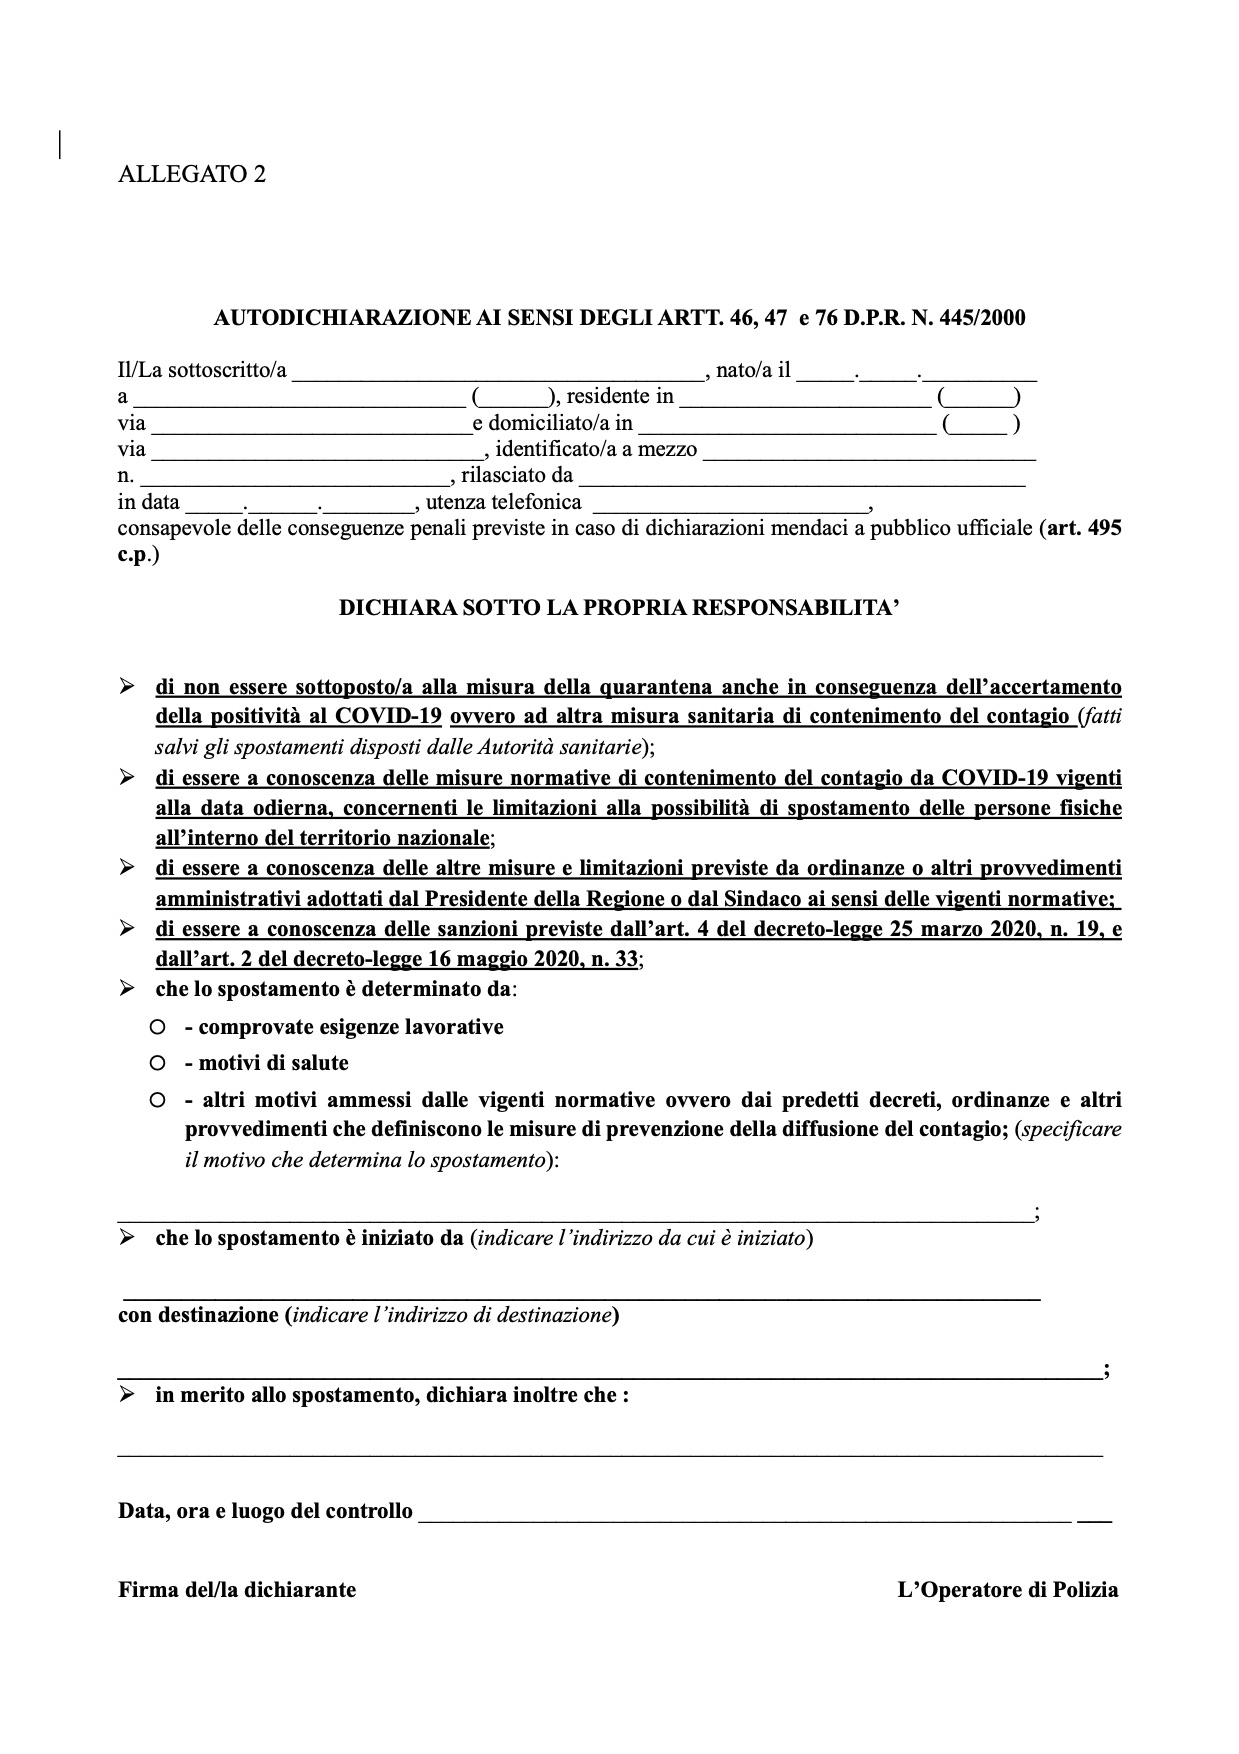 ALLEGATO 2
AUTODICHIARAZIONE AI SENSI DEGLI ARTT. 46, 47 e 76 D.P.R. N. 445/2000
Il/La sottoscritto/a ____________________________________, nato/a il _____._____.__________
a _____________________________ (______), residente in ______________________ (______)
via ____________________________e domiciliato/a in __________________________ (_____ )
via _____________________________, identificato/a a mezzo _____________________________
n. ___________________________, rilasciato da _______________________________________
in data _____.______.________, utenza telefonica ________________________,
consapevole delle conseguenze penali previste in caso di dichiarazioni mendaci a pubblico ufficiale (art. 495
c.p.)
DICHIARA SOTTO LA PROPRIA RESPONSABILITA’
➢ di non essere sottoposto/a alla misura della quarantena anche in conseguenza dell’accertamento
della positività al COVID-19 ovvero ad altra misura sanitaria di contenimento del contagio (fatti
salvi gli spostamenti disposti dalle Autorità sanitarie);
➢ di essere a conoscenza delle misure normative di contenimento del contagio da COVID-19 vigenti
alla data odierna, concernenti le limitazioni alla possibilità di spostamento delle persone fisiche
all’interno del territorio nazionale;
➢ di essere a conoscenza delle altre misure e limitazioni previste da ordinanze o altri provvedimenti
amministrativi adottati dal Presidente della Regione o dal Sindaco ai sensi delle vigenti normative;
➢ di essere a conoscenza delle sanzioni previste dall’art. 4 del decreto-legge 25 marzo 2020, n. 19, e
dall’art. 2 del decreto-legge 16 maggio 2020, n. 33;
➢ che lo spostamento è determinato da:
○ - comprovate esigenze lavorative
○ - motivi di salute
○ - altri motivi ammessi dalle vigenti normative ovvero dai predetti decreti, ordinanze e altri
provvedimenti che definiscono le misure di prevenzione della diffusione del contagio; (specificare
il motivo che determina lo spostamento):
________________________________________________________________________________;
➢ che lo spostamento è iniziato da (indicare l’indirizzo da cui è iniziato)
________________________________________________________________________________
con destinazione (indicare l’indirizzo di destinazione)
______________________________________________________________________________________;
➢ in merito allo spostamento, dichiara inoltre che :
______________________________________________________________________________________
Data, ora e luogo del controllo _________________________________________________________ ___
Firma del/la dichiarante L’Operatore di Polizia